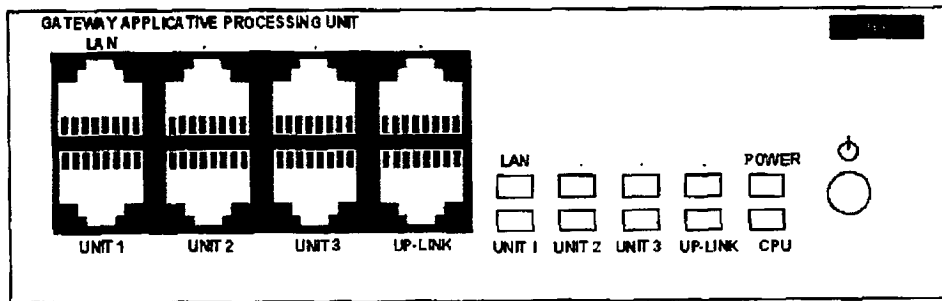 GATEWAY APPLICATIVE PROCESSING UNIT
LAN
UNIT 1 UNIT 2 UNIT 3 UP-LINK
LAN POWER
UNIT 1 UNIT 2 UNIT 3 UP-LINK CPU